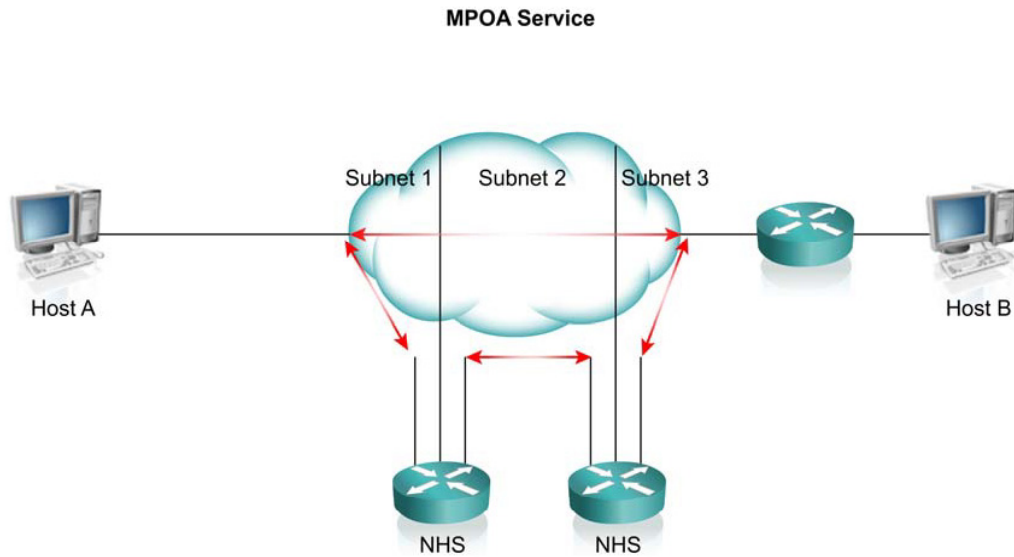 MPOA Service
Subnet 1
Subnet 2
Subnet 3
Host A
Host B
NHS
NHS